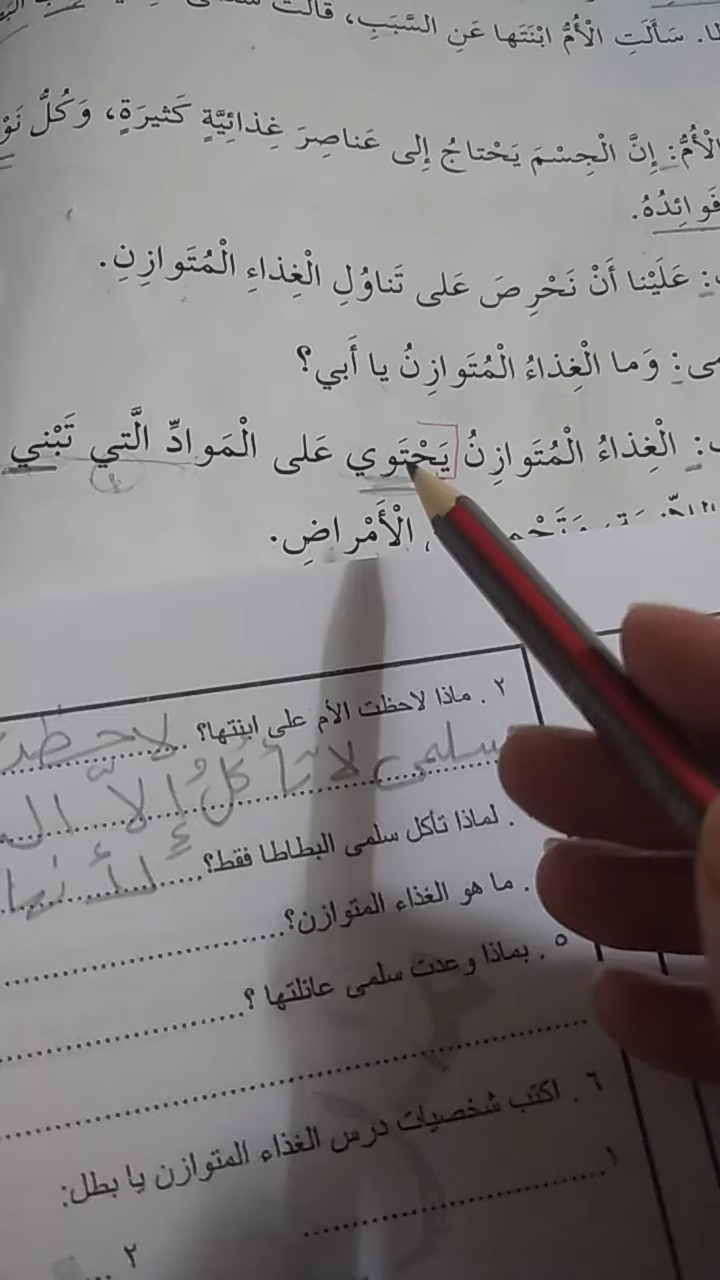 سَأَلَتِ الْأُمُّ ابْنَتَها عَنِ السَّبَبِ، قالَتْ
الْأُمُّ: إِنَّ الْجِسْمَ يَحْتاجُ إِلى عَناصِرَ غِذائِيَّةٍ كَثيرَةٍ، وَكُلُّ
فَوائِدُهُ.
: عَلَيْنا أَنْ نَحْرِصَ عَلى تَناوُلِ الْغِذاءِ الْمُتَوازِنِ.
: وَما الْغِذاءُ الْمُتَوازِنُ يا أَبي؟
: الْغِذاءُ الْمُتَوازِنُ يَحْتَوي عَلى الْمَوادِّ الَّتي تَبْني
الْأَمْراضِ.
٢. ماذا لاحظت الأم على ابنتها؟ لاحظت
سلمى لا تأكل إلا
. لماذا تأكل سلمى البطاطا فقط؟ لأنها
. ما هو الغذاء المتوازن؟
٥. بماذا وعدت سلمى عائلتها ؟
٦. اكتب شخصيات درس الغذاء المتوازن يا بطل:
١
٢